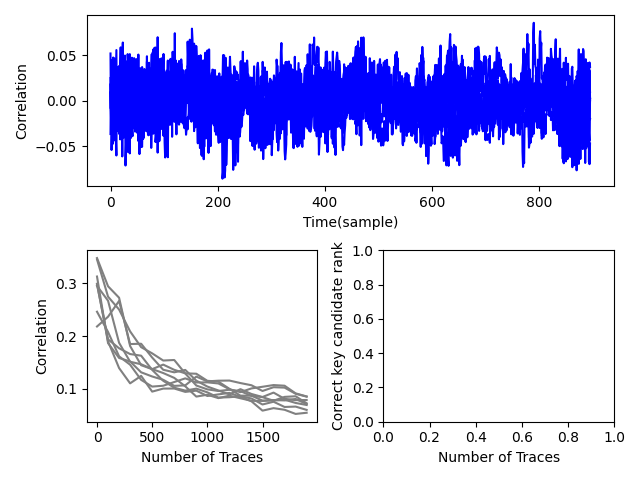 0.05
0.00
−0.05
Correlation
0 200 400 600 800
Time(sample)
0.3
0.2
0.1
Correlation
0 500 1000 1500
Number of Traces
1.0
0.8
0.6
0.4
0.2
0.0
Correct key candidate rank
0.0 0.2 0.4 0.6 0.8 1.0
Number of Traces